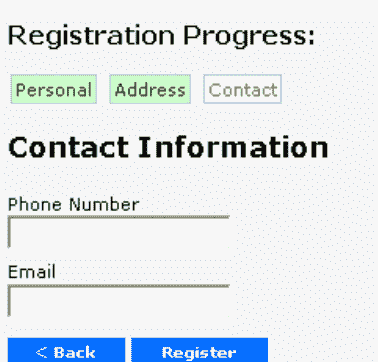 Registration Progress:
Personal Address Contact
Contact Information
Phone Number
Email
< Back Register